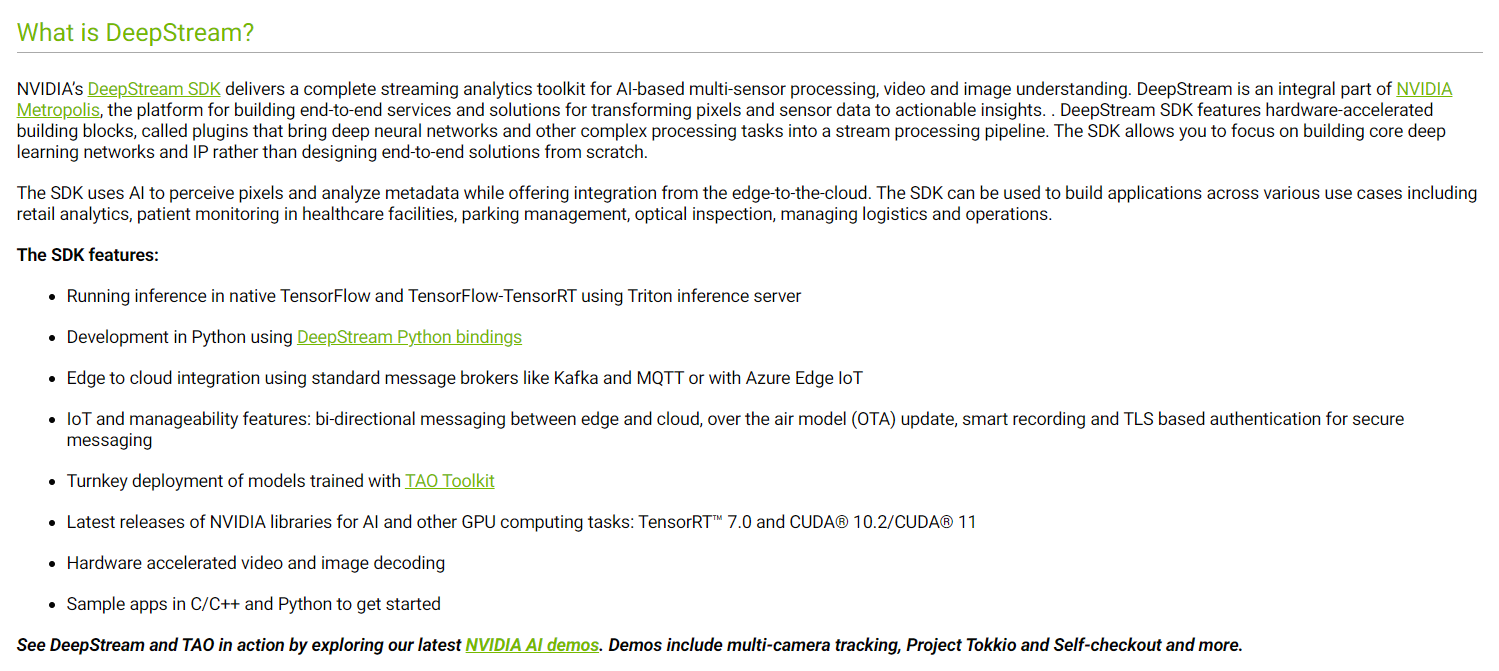 What is DeepStream?
NVIDIA’s DeepStream SDK delivers a complete streaming analytics toolkit for AI-based multi-sensor processing, video and image understanding. DeepStream is an integral part of NVIDIA
Metropolis, the platform for building end-to-end services and solutions for transforming pixels and sensor data to actionable insights. . DeepStream SDK features hardware-accelerated
building blocks, called plugins that bring deep neural networks and other complex processing tasks into a stream processing pipeline. The SDK allows you to focus on building core deep
learning networks and IP rather than designing end-to-end solutions from scratch.
The SDK uses AI to perceive pixels and analyze metadata while offering integration from the edge-to-the-cloud. The SDK can be used to build applications across various use cases including
retail analytics, patient monitoring in healthcare facilities, parking management, optical inspection, managing logistics and operations.
The SDK features:
• Running inference in native TensorFlow and TensorFlow-TensorRT using Triton inference server
• Development in Python using DeepStream Python bindings
• Edge to cloud integration using standard message brokers like Kafka and MQTT or with Azure Edge IoT
• IoT and manageability features: bi-directional messaging between edge and cloud, over the air model (OTA) update, smart recording and TLS based authentication for secure
messaging
• Turnkey deployment of models trained with TAO Toolkit
• Latest releases of NVIDIA libraries for AI and other GPU computing tasks: TensorRT™ 7.0 and CUDA® 10.2/CUDA® 11
• Hardware accelerated video and image decoding
• Sample apps in C/C++ and Python to get started
See DeepStream and TAO in action by exploring our latest NVIDIA AI demos. Demos include multi-camera tracking, Project Tokkio and Self-checkout and more.